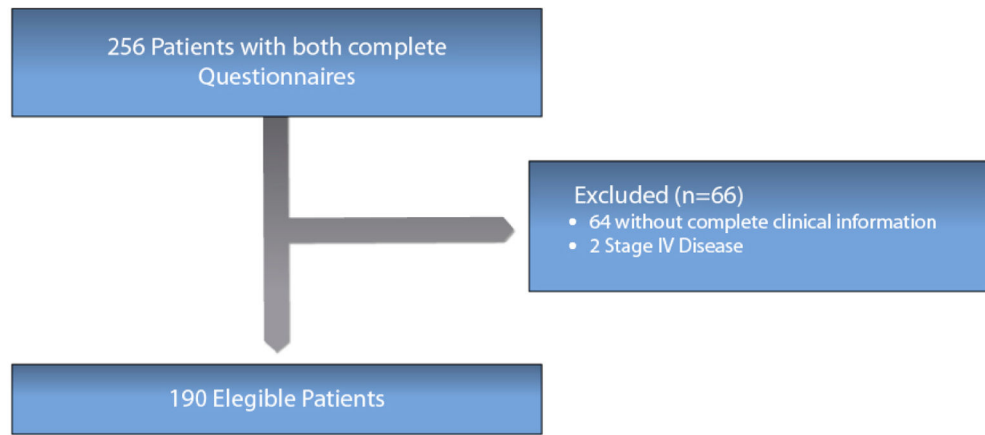 256 Patients with both complete
Questionnaires
Excluded (n=66)
• 64 without complete clinical information
• 2 Stage IV Disease
190 Elegible Patients